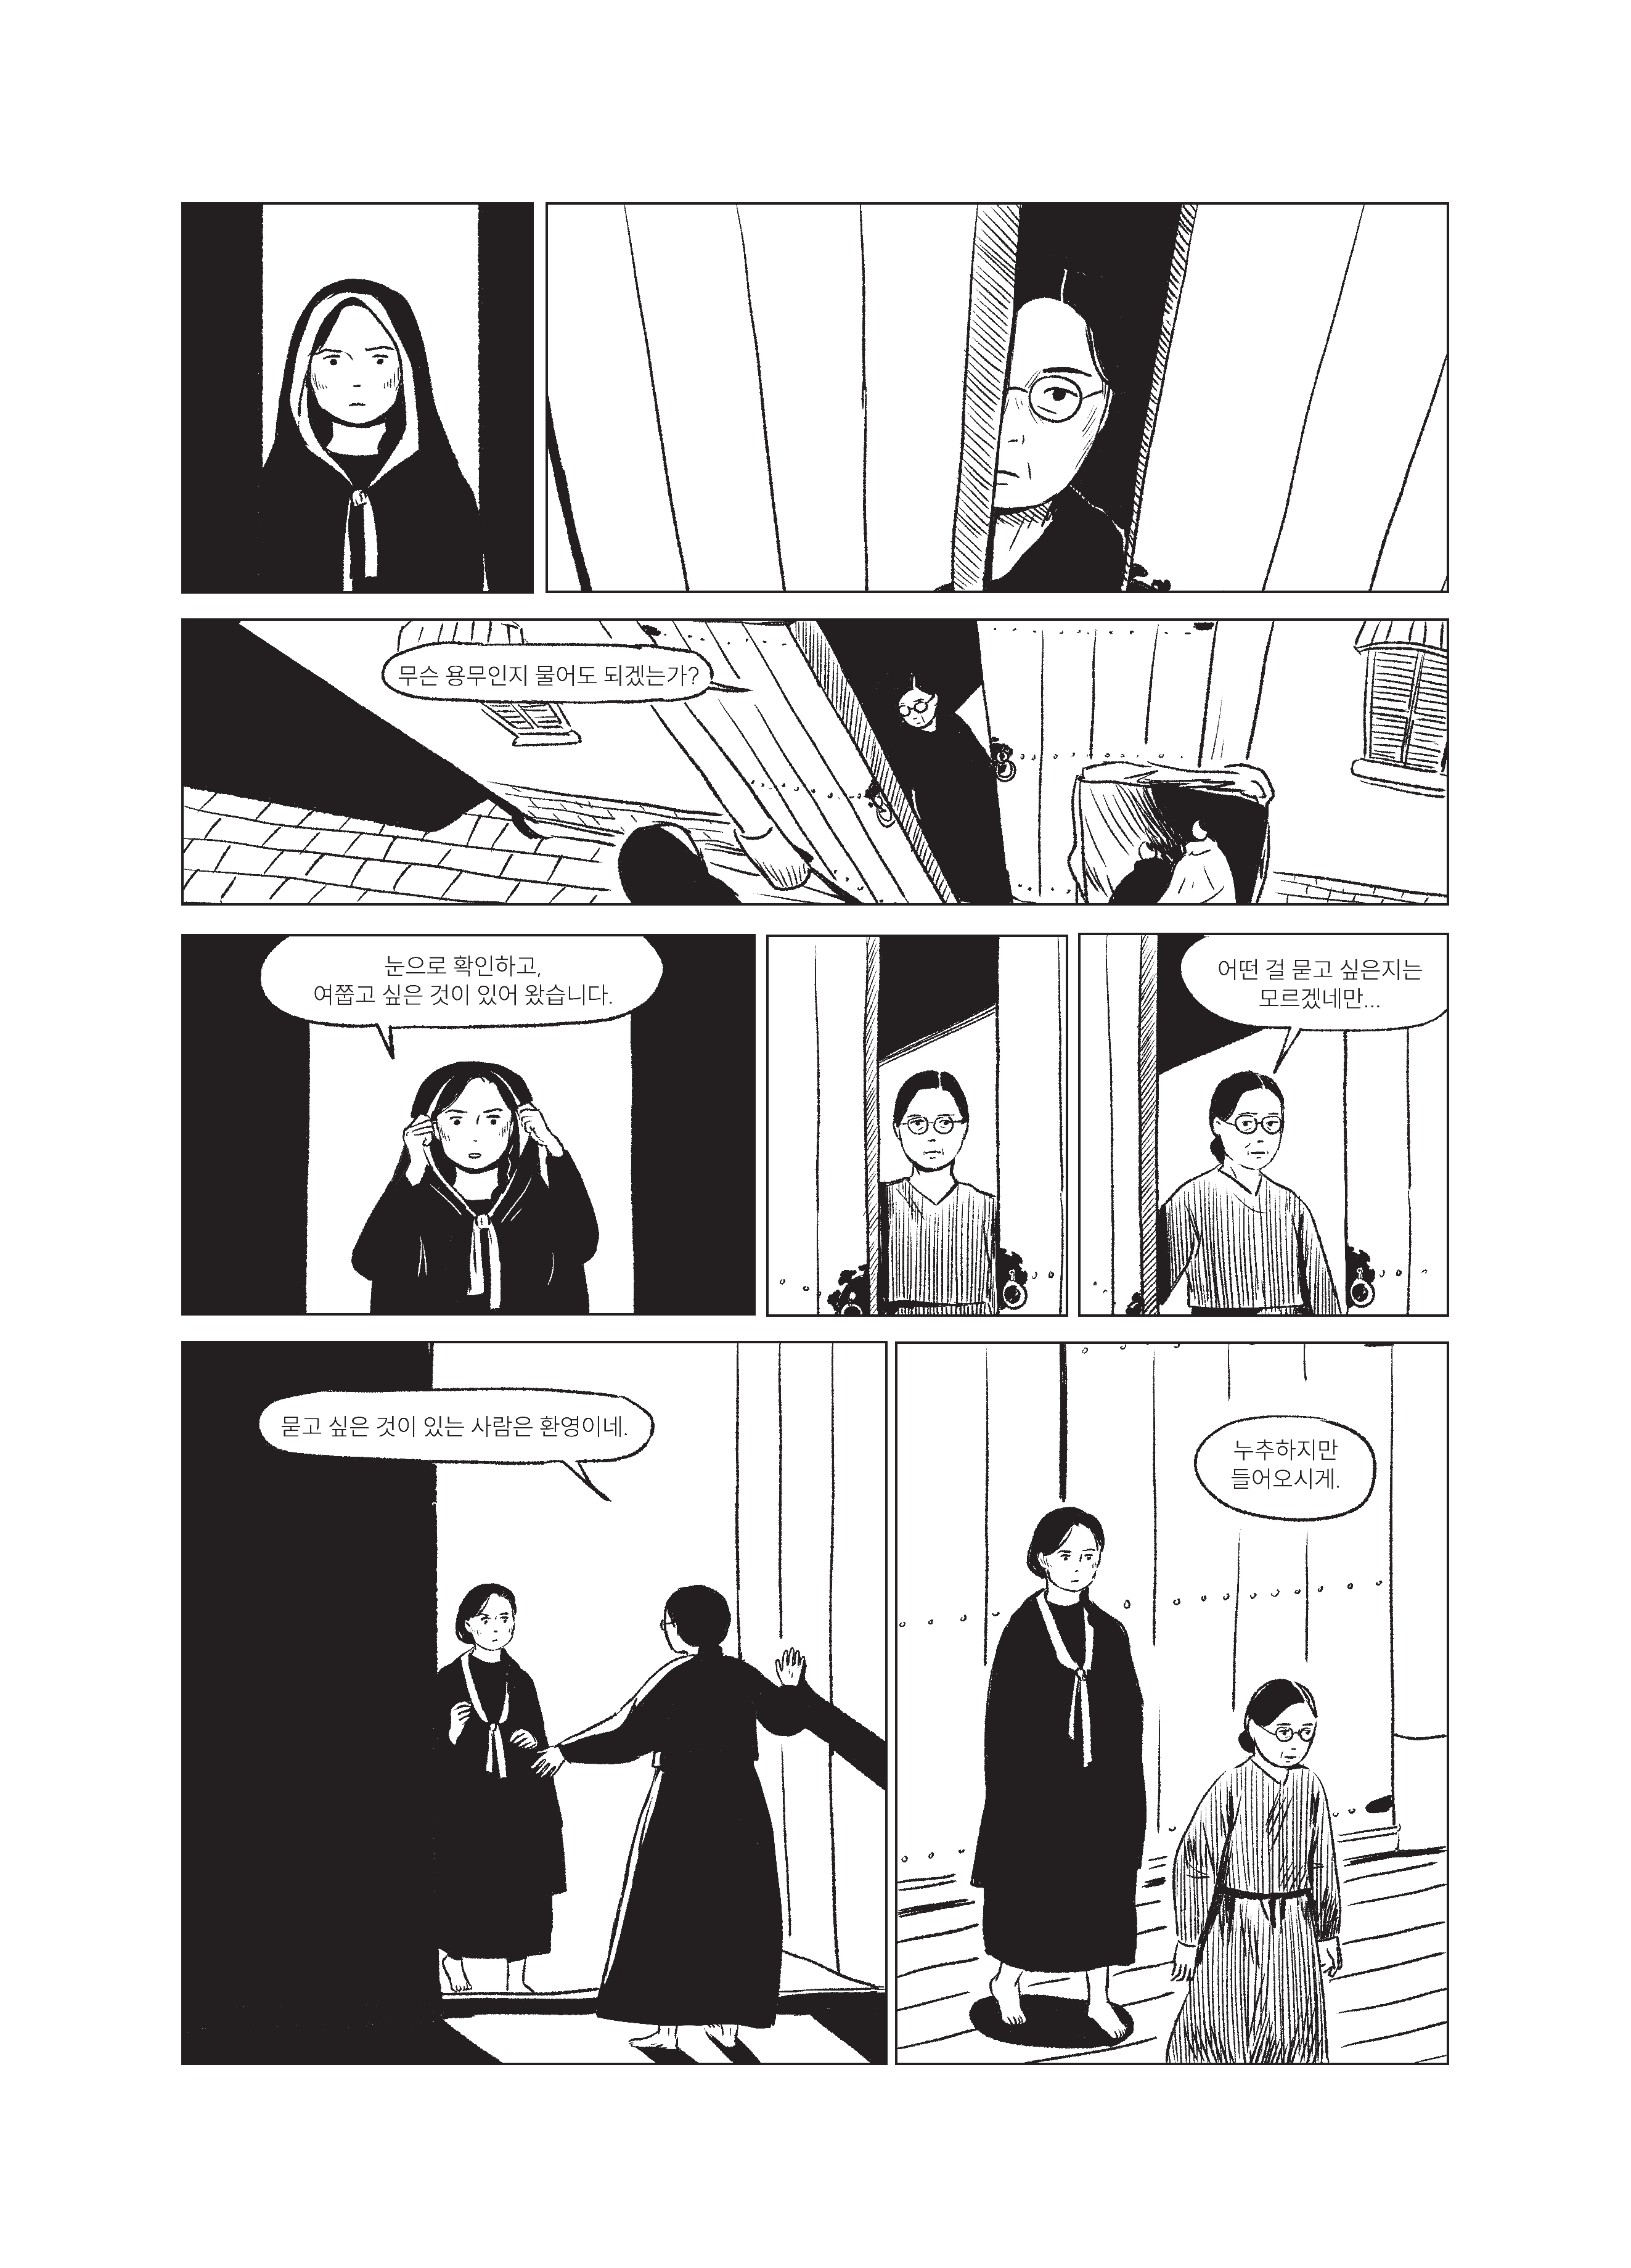 무슨 용무인지 물어도 되겠는가?
눈으로 확인하고,
여쭙고 싶은 것이 있어 왔습니다.
어떤 걸 묻고 싶은지는
모르겠네만...
묻고 싶은 것이 있는 사람은 환영이네.
누추하지만
들어오시게.